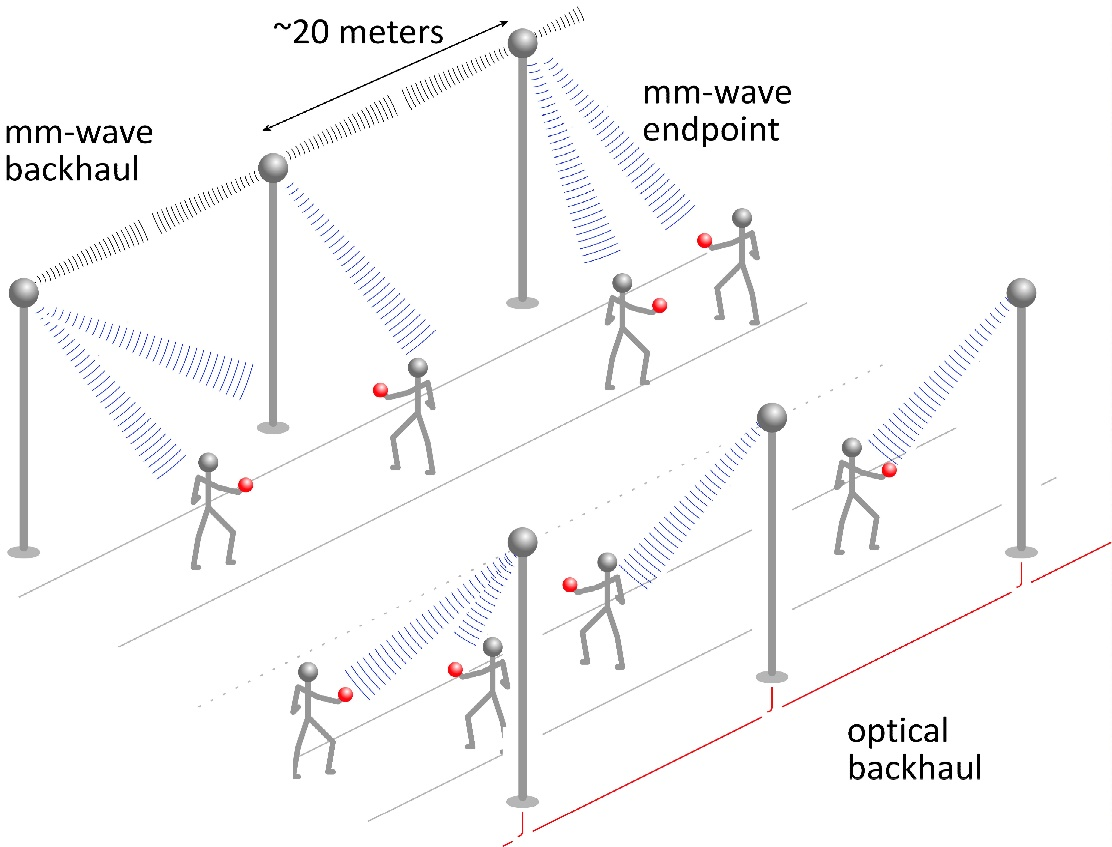 ~20 meters
mm-wave
endpoint
mm-wave
backhaul
optical
backhaul